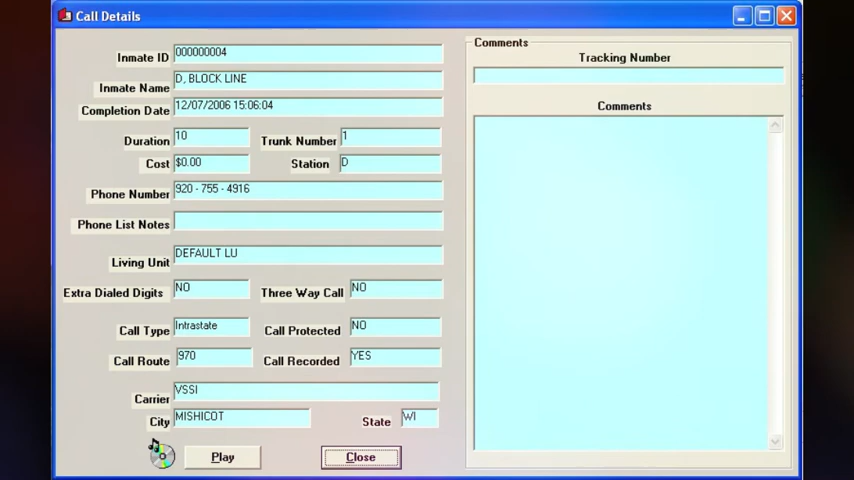 Call Details
Inmate ID 000000004
Inmate Name D, BLOCK LINE
Completion Date 12/07/2006 15:06:04
Duration 10 Trunk Number 1
Cost $0.00 Station D
Phone Number 920 - 755 - 4916
Phone List Notes
Living Unit DEFAULT LU
Extra Dialed Digits NO Three Way Call NO
Call Type Intrastate Call Protected NO
Call Route 970 Call Recorded YES
Carrier VSSI
City MISHICOT State WI
Play Close
Comments
Tracking Number
Comments